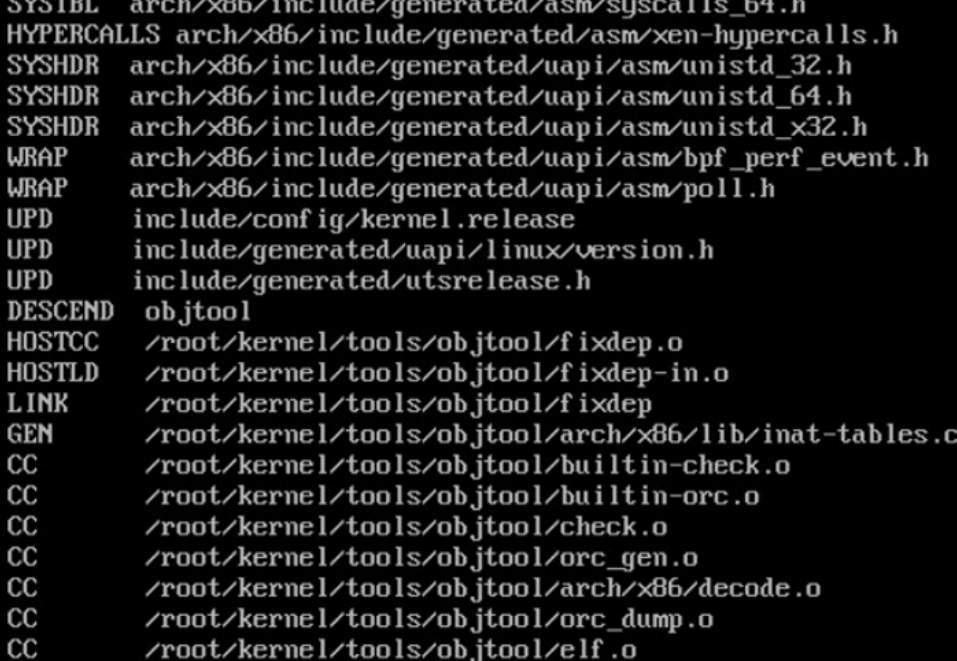 SYSTBL arch/x86/include/generated/asm/syscalls_64.h
HYPERCALLS arch/x86/include/generated/asm/xen-hypercalls.h
SYSHDR arch/x86/include/generated/uapi/asm/unistd_32.h
SYSHDR arch/x86/include/generated/uapi/asm/unistd_64.h
SYSHDR arch/x86/include/generated/uapi/asm/unistd_x32.h
WRAP arch/x86/include/generated/uapi/asm/bpf_perf_event.h
WRAP arch/x86/include/generated/uapi/asm/poll.h
UPD include/config/kernel.release
UPD include/generated/uapi/linux/version.h
UPD include/generated/utsrelease.h
DESCEND objtool
HOSTCC /root/kernel/tools/objtool/fixdep.o
HOSTLD /root/kernel/tools/objtool/fixdep-in.o
LINK /root/kernel/tools/objtool/fixdep
GEN /root/kernel/tools/objtool/arch/x86/lib/inat-tables.c
CC /root/kernel/tools/objtool/builtin-check.o
CC /root/kernel/tools/objtool/builtin-orc.o
CC /root/kernel/tools/objtool/check.o
CC /root/kernel/tools/objtool/orc_gen.o
CC /root/kernel/tools/objtool/arch/x86/decode.o
CC /root/kernel/tools/objtool/orc_dump.o
CC /root/kernel/tools/objtool/elf.o